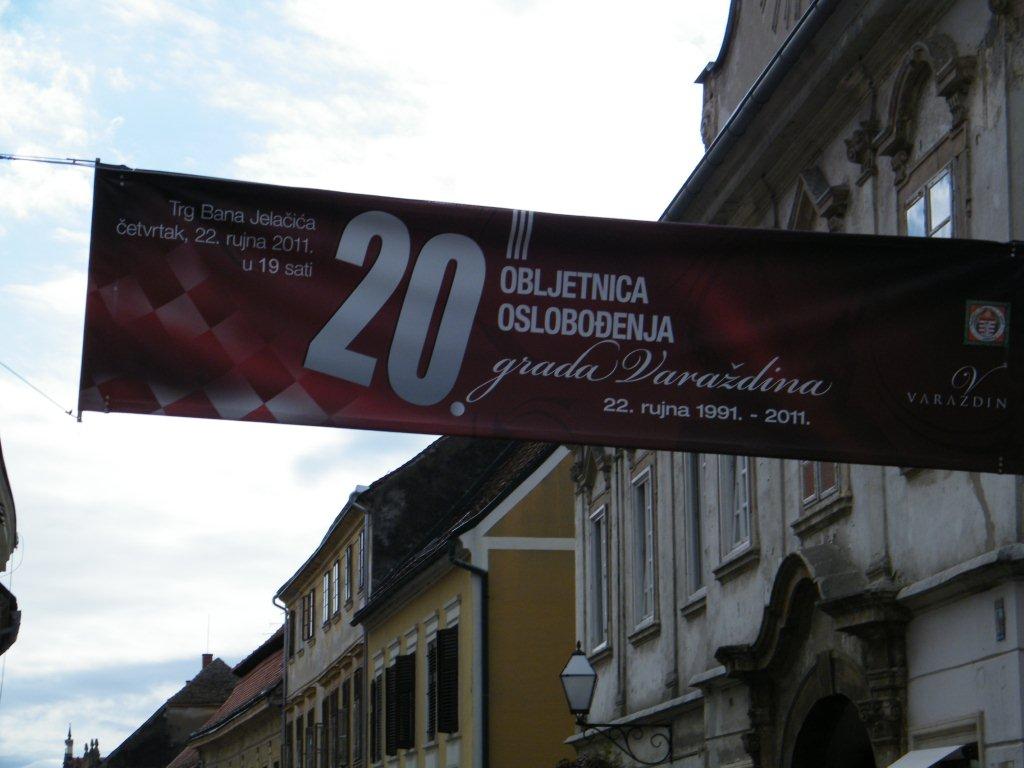 Trg Bana Jelačića
četvrtak, 22. rujna 2011.
u 19 sati
20.
OBLJETNICA
OSLOBOĐENJA
grada Varaždina
22. rujna 1991. - 2011.
V
VARAŽDIN